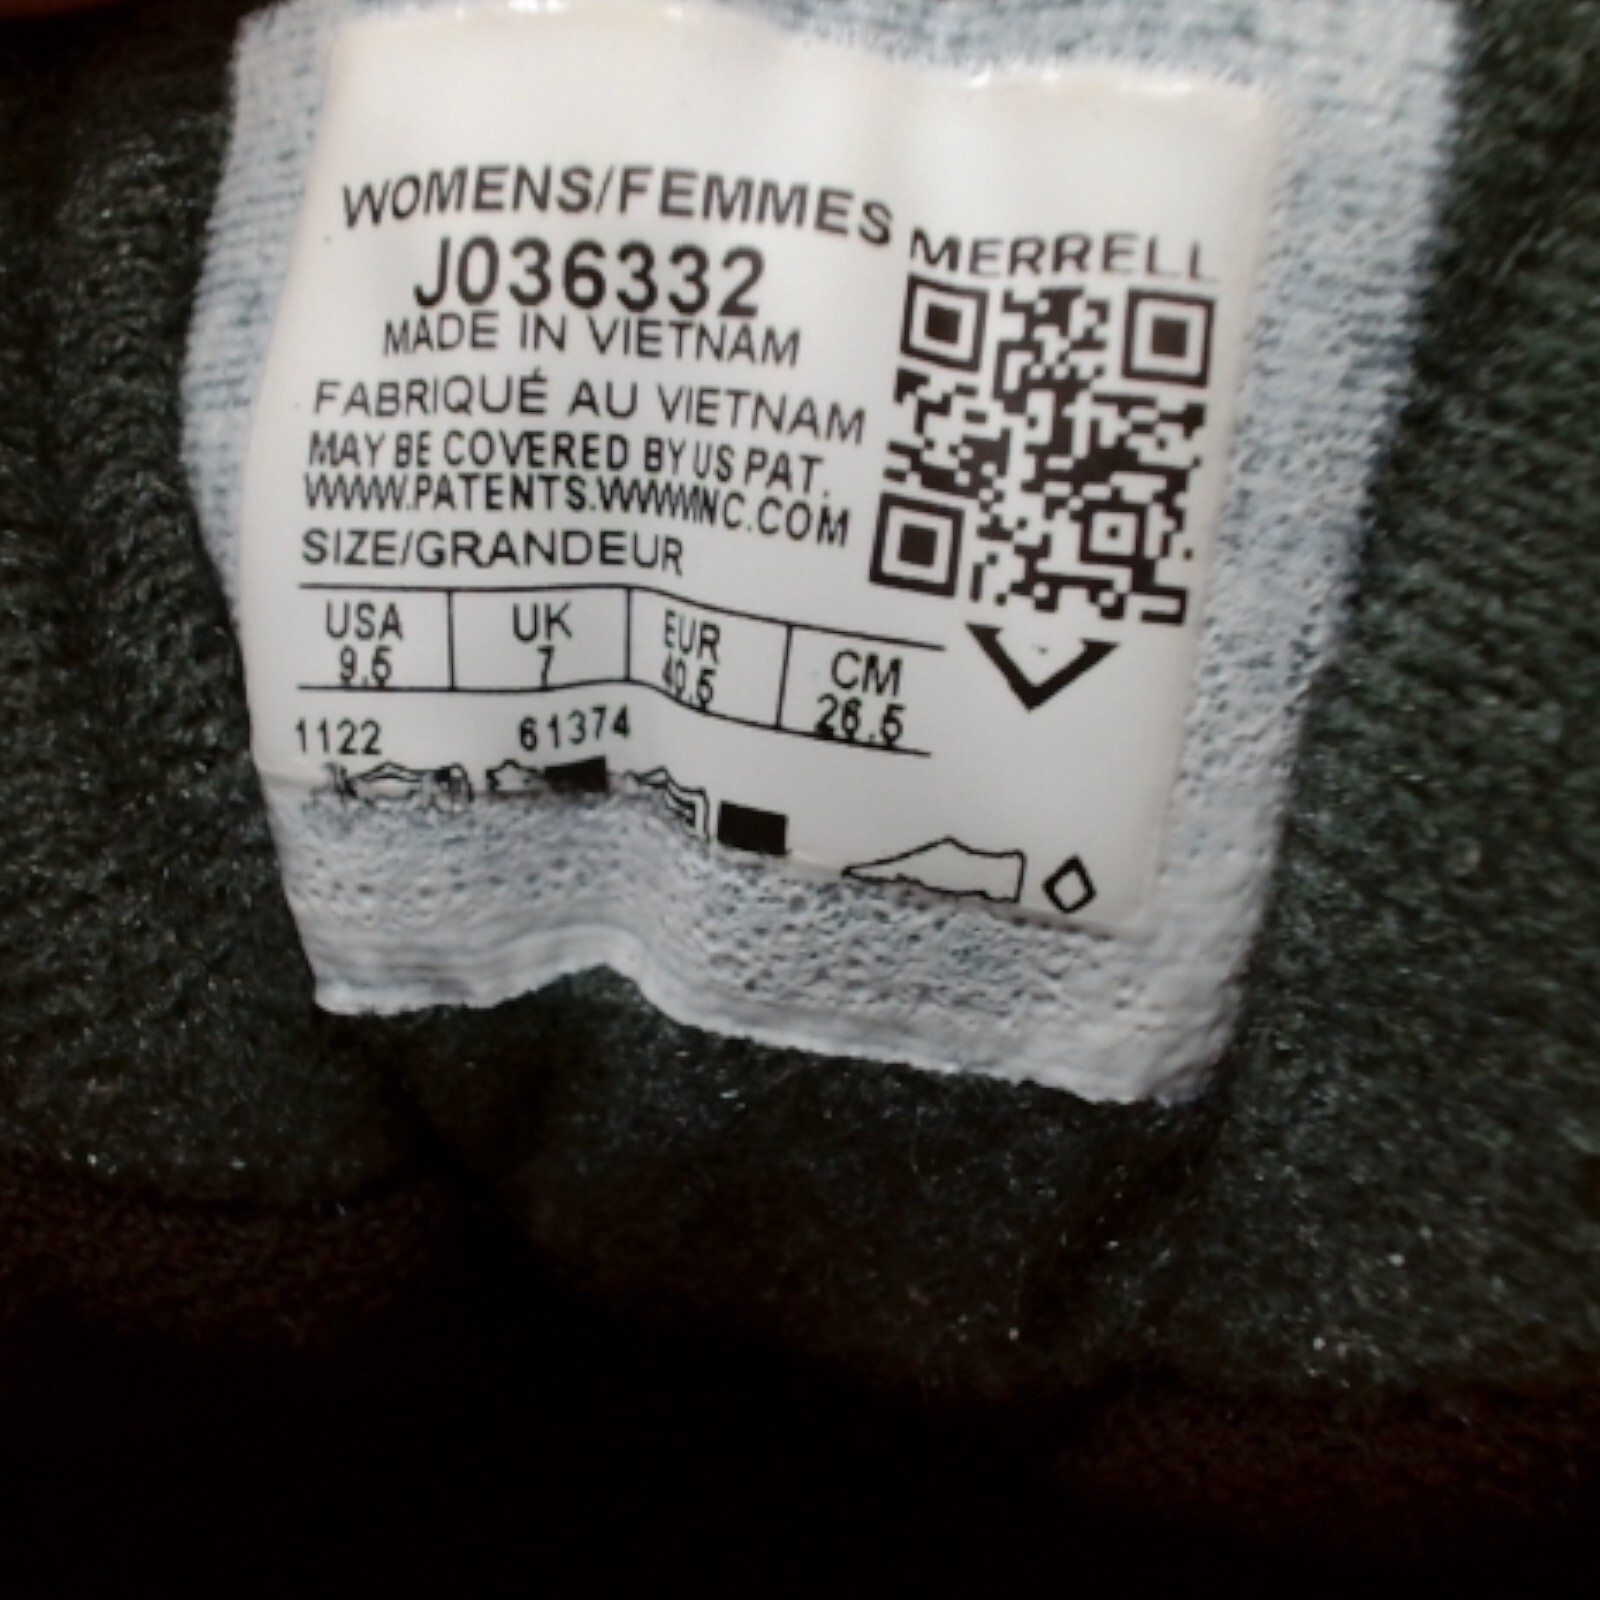 WOMENS/FEMMES
MERRELL
J036332
MADE IN VIETNAM
FABRIQUÉ AU VIETNAM
MAY BE COVERED BY US PAT.
WWW.PATENTS.WWWINC.COM
SIZE/GRANDEUR
USA UK EUR CM
9.5 7 40.5 26.5
1122 61374